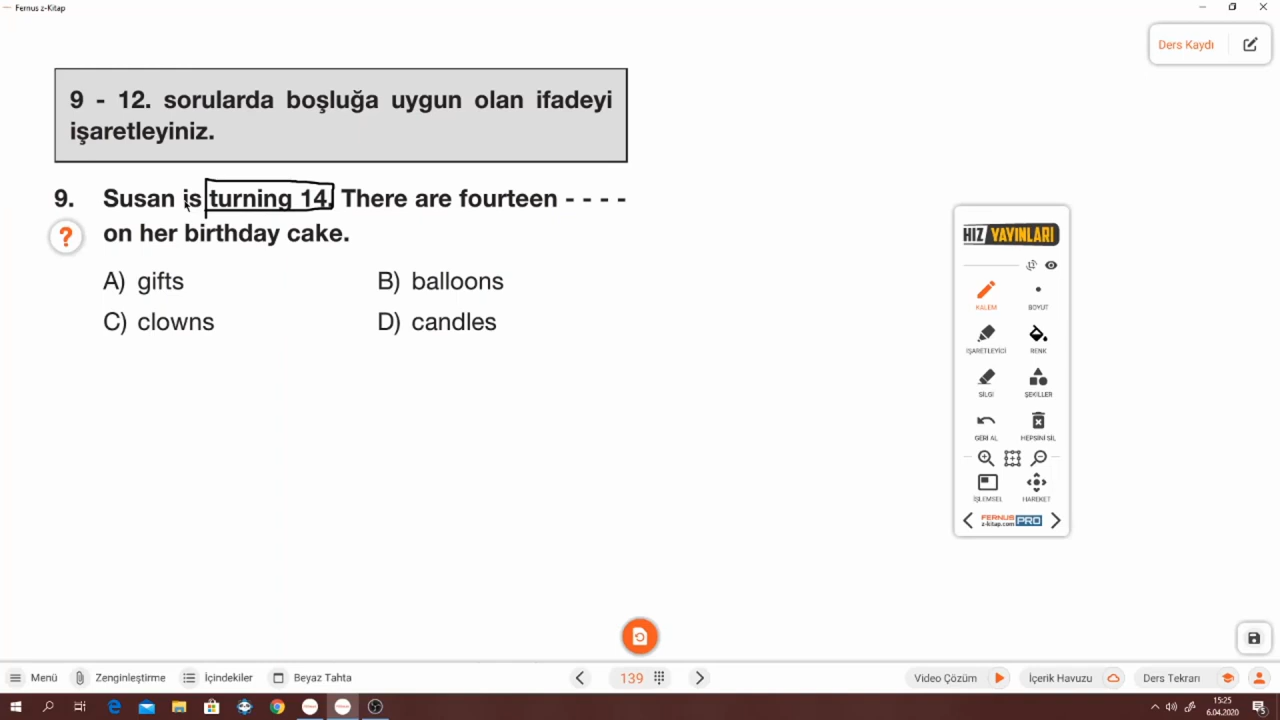 Fernus z-Kitap
Ders Kaydı
9 - 12. sorularda boşluğa uygun olan ifadeyi
işaretleyiniz.
9. Susan is turning 14. There are fourteen - - - -
?
on her birthday cake.
A) gifts
B) balloons
C) clowns
D) candles
HIZ YAYINLARI
KALEM
BOYUT
İŞARETLEYİCİ
RENK
SİLGİ
ŞEKİLLER
GERİ AL
HEPSİNİ SİL
İŞLEMSEL
HAREKET
FERNUS
z-kitap.com PRO
Menü
Zenginleştirme
İçindekiler
Beyaz Tahta
139
Video Çözüm
İçerik Havuzu
Ders Tekrarı
15:25
6.04.2020
5